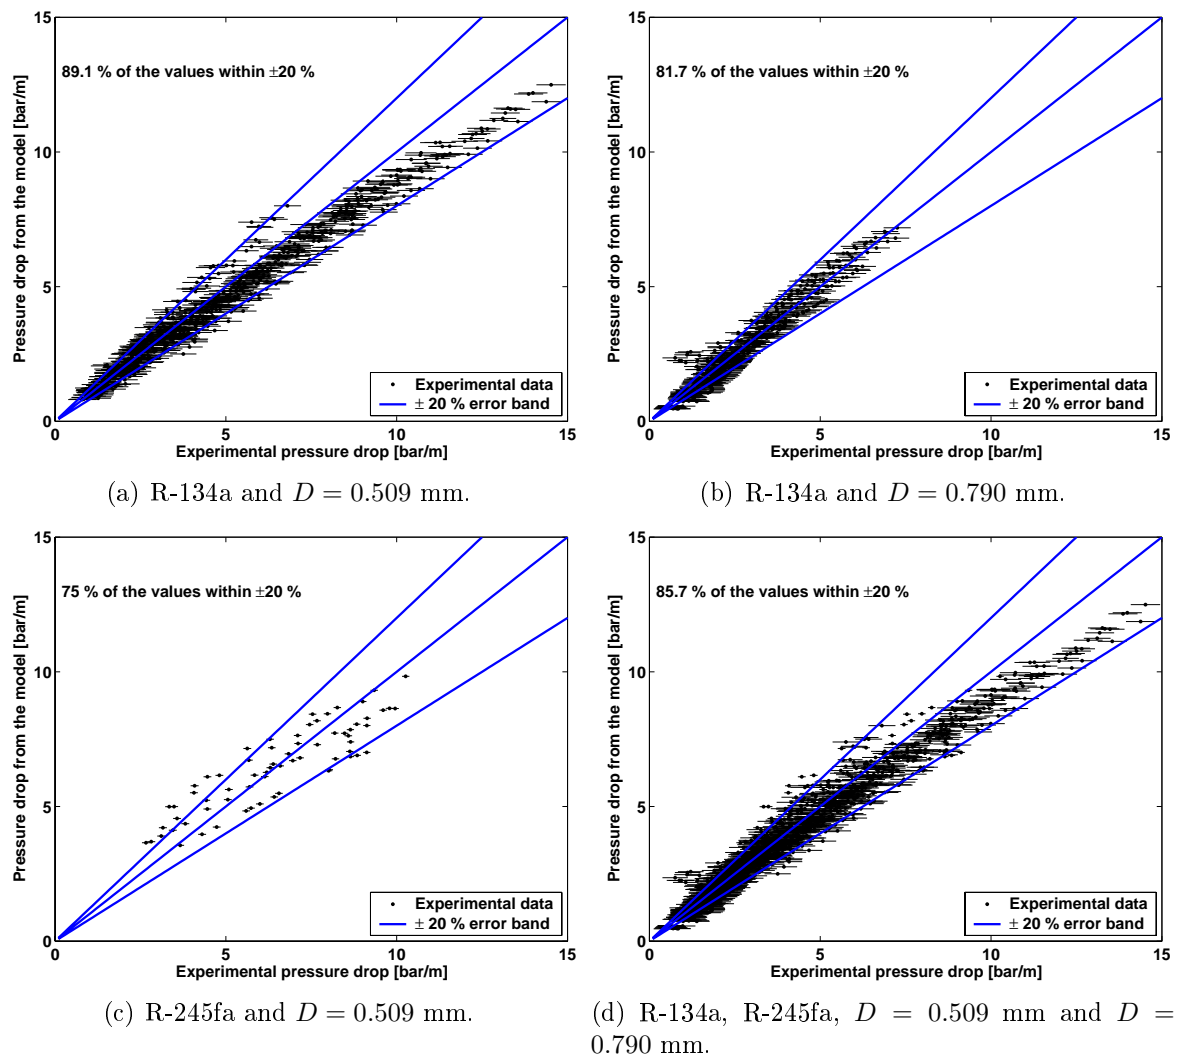 15
10
5
0
Pressure drop from the model [bar/m]
89.1 % of the values within ±20 %
Experimental data
± 20 % error band
0 5 10 15
Experimental pressure drop [bar/m]
(a) R-134a and D = 0.509 mm.
15
10
5
0
Pressure drop from the model [bar/m]
81.7 % of the values within ±20 %
Experimental data
± 20 % error band
0 5 10 15
Experimental pressure drop [bar/m]
(b) R-134a and D = 0.790 mm.
15
10
5
0
Pressure drop from the model [bar/m]
75 % of the values within ±20 %
Experimental data
± 20 % error band
0 5 10 15
Experimental pressure drop [bar/m]
(c) R-245fa and D = 0.509 mm.
15
10
5
0
Pressure drop from the model [bar/m]
85.7 % of the values within ±20 %
Experimental data
± 20 % error band
0 5 10 15
Experimental pressure drop [bar/m]
(d) R-134a, R-245fa, D = 0.509 mm and D =
0.790 mm.